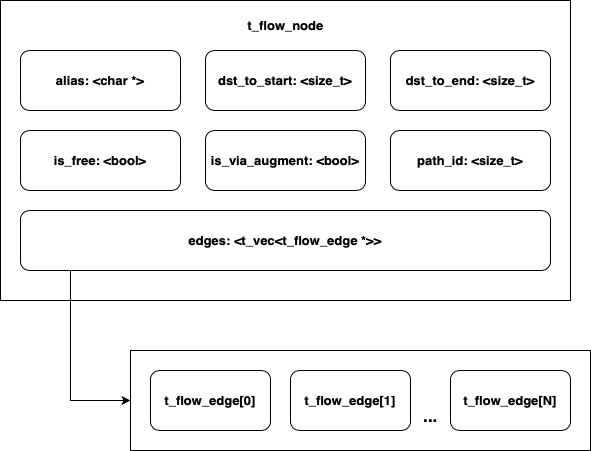 t_flow_node
alias: <char *>
dst_to_start: <size_t>
dst_to_end: <size_t>
is_free: <bool>
is_via_augment: <bool>
path_id: <size_t>
edges: <t_vec<t_flow_edge *>>
t_flow_edge[0]
t_flow_edge[1]
...
t_flow_edge[N]